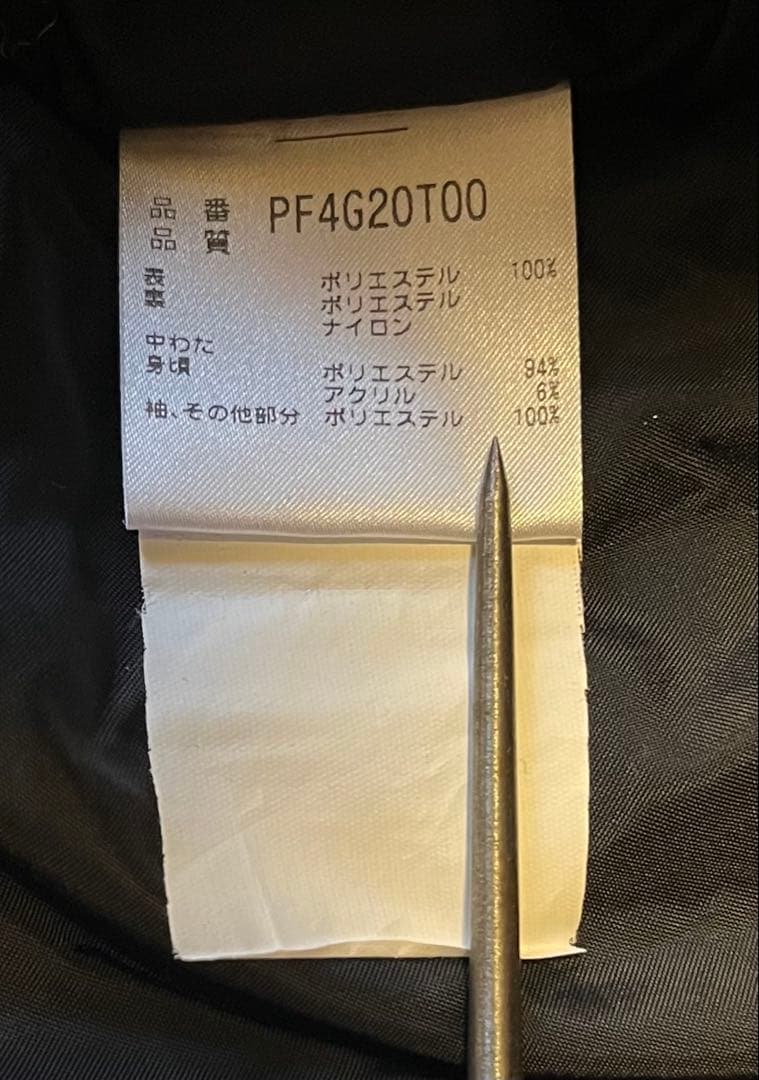 品 番 PF4G20T00
品 質
表 ポリエステル 100%
裏 ポリエステル
ナイロン
中わた
身頃 ポリエステル 94%
アクリル 6%
袖、その他部分 ポリエステル 100%